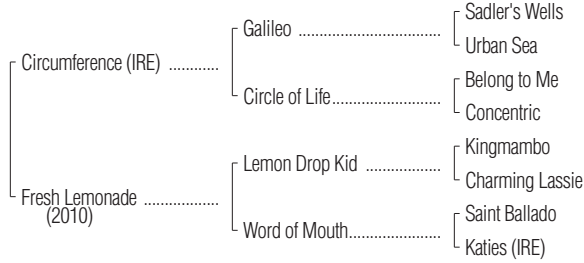 Sadler's Wells
Galileo ..............................
Urban Sea
Circumference (IRE) ............
Belong to Me
Circle of Life.......................
Concentric
Kingmambo
Lemon Drop Kid ................
Charming Lassie
Fresh Lemonade ..................
(2010)
Saint Ballado
Word of Mouth...................
Katies (IRE)